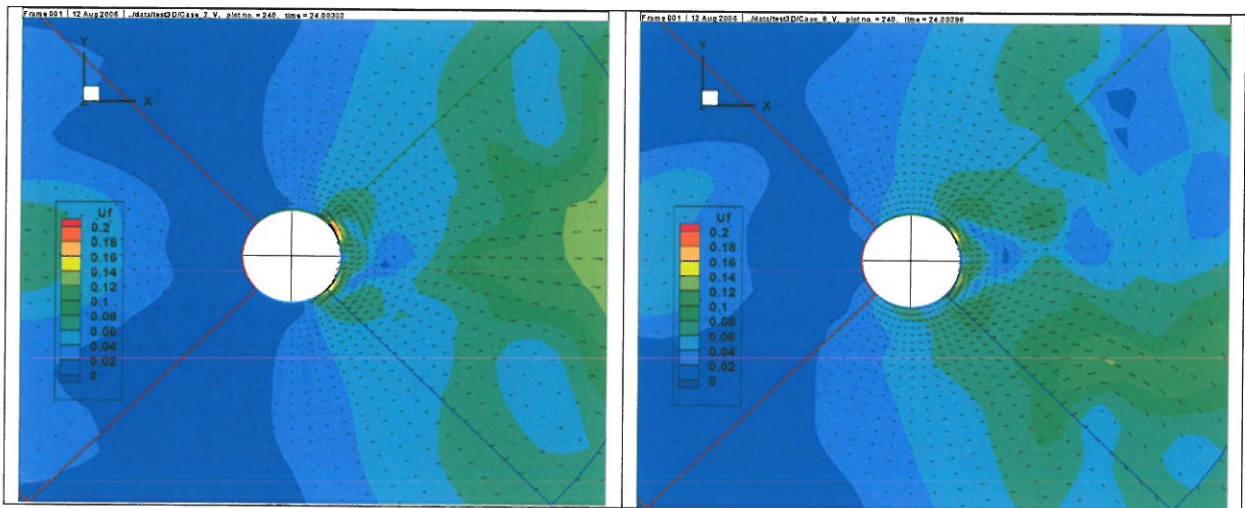 Frame 001 | 12 Aug 2005 | ./data/test3D/Case_7_V, plot no. = 240, time = 24.00302
Y
X
Uf
0.2
0.18
0.16
0.14
0.12
0.1
0.08
0.06
0.04
0.02
0
Frame 001 | 12 Aug 2005 | ./data/test3D/Case_8_V, plot no. = 240, time = 24.00796
Y
X
Uf
0.2
0.18
0.16
0.14
0.12
0.1
0.08
0.06
0.04
0.02
0